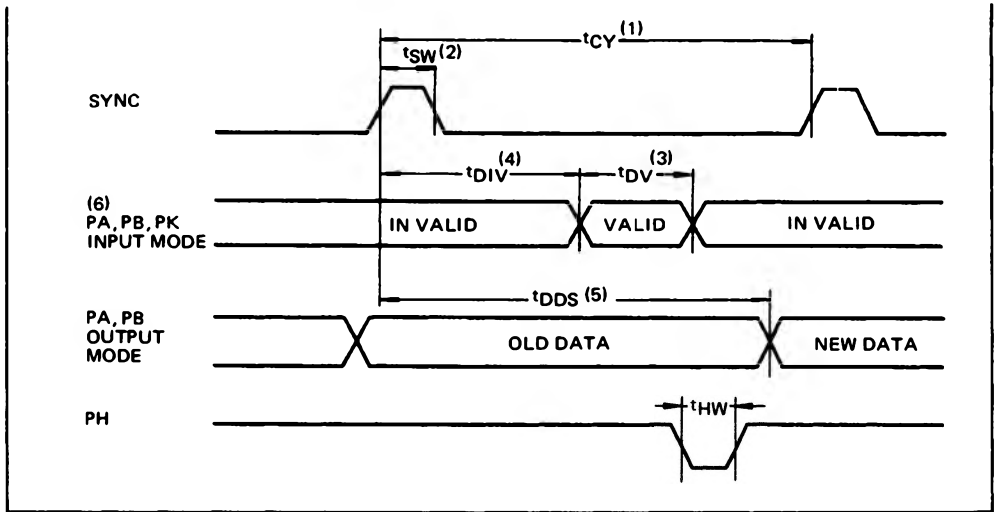 tCY(1)
tSW(2)
SYNC
tDIV(4)
tDV(3)
(6)
PA, PB, PK
INPUT MODE
IN VALID
VALID
IN VALID
tDDS(5)
PA, PB
OUTPUT
MODE
OLD DATA
NEW DATA
tHW
PH